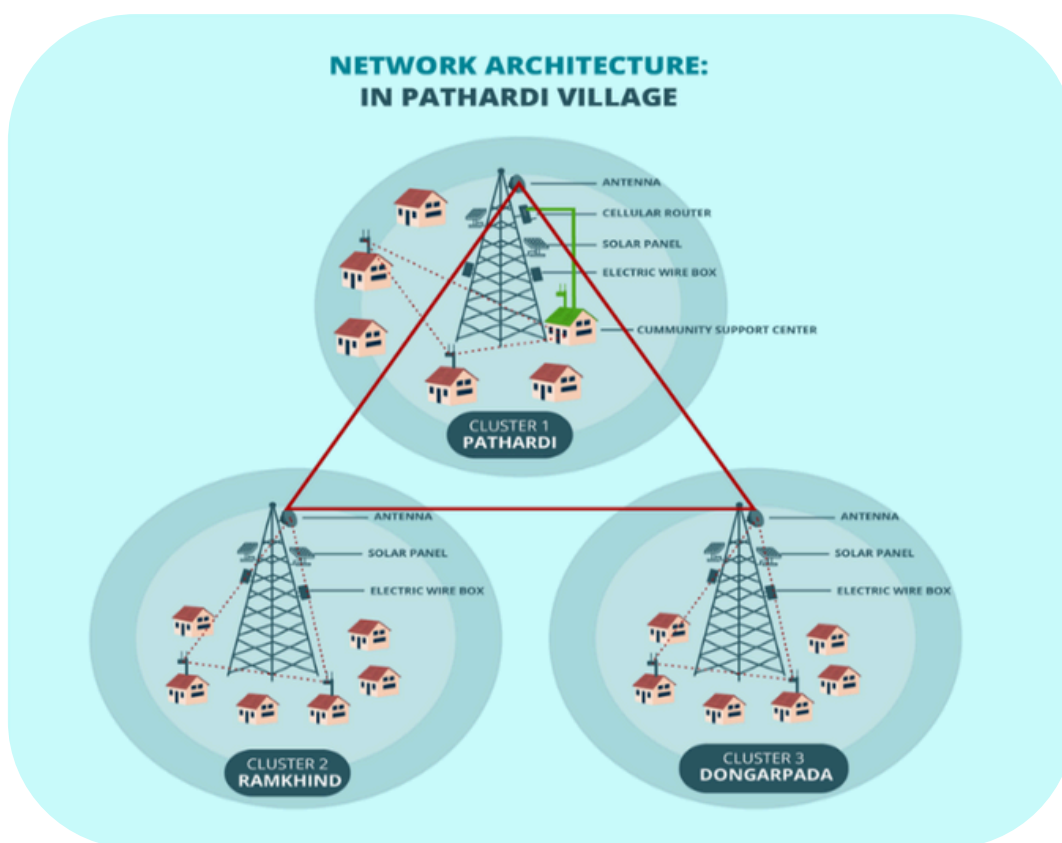 NETWORK ARCHITECTURE:
IN PATHARDI VILLAGE
ANTENNA
CELLULAR ROUTER
SOLAR PANEL
ELECTRIC WIRE BOX
CUMMUNITY SUPPORT CENTER
CLUSTER 1
PATHARDI
ANTENNA
SOLAR PANEL
ELECTRIC WIRE BOX
CLUSTER 2
RAMKHIND
ANTENNA
SOLAR PANEL
ELECTRIC WIRE BOX
CLUSTER 3
DONGARPADA